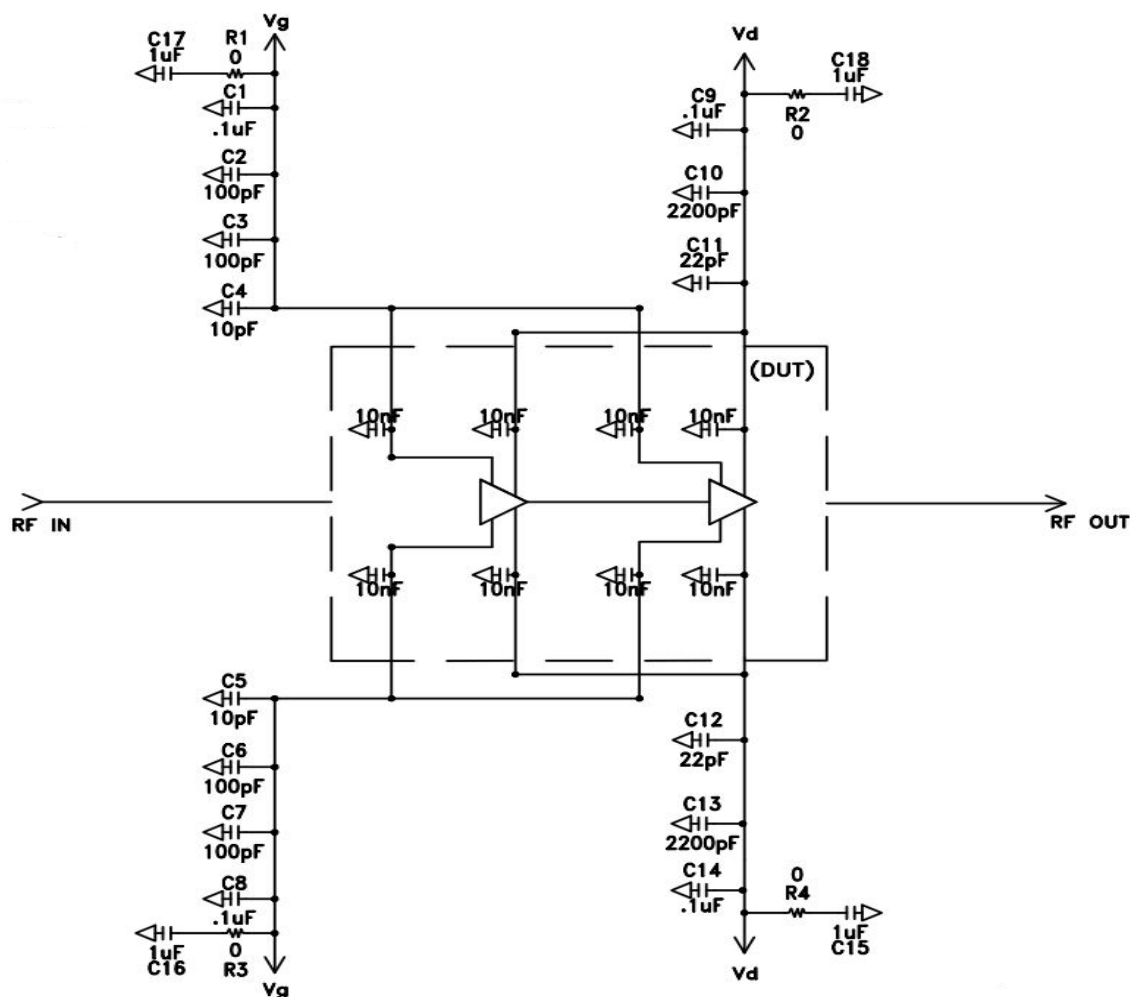 Vg
C17
1uF
R1
0
C1
.1uF
C2
100pF
C3
100pF
C4
10pF
Vd
C18
1uF
R2
0
C9
.1uF
C10
2200pF
C11
22pF
(DUT)
10nF
10nF
10nF
10nF
RF IN
RF OUT
10nF
10nF
10nF
10nF
C5
10pF
C6
100pF
C7
100pF
C8
.1uF
1uF
C16
0
R3
Vg
C12
22pF
C13
2200pF
C14
.1uF
0
R4
1uF
C15
Vd